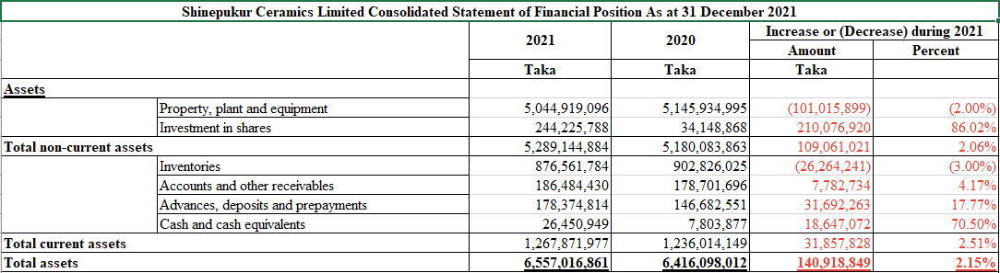 Shinepukur Ceramics Limited Consolidated Statement of Financial Position As at 31 December 2021
2021 2020 Increase or (Decrease) during 2021
Amount Percent
Taka Taka Taka
Assets
Property, plant and equipment 5,044,919,096 5,145,934,995 (101,015,899) (2.00%)
Investment in shares 244,225,788 34,148,868 210,076,920 86.02%
Total non-current assets 5,289,144,884 5,180,083,863 109,061,021 2.06%
Inventories 876,561,784 902,826,025 (26,264,241) (3.00%)
Accounts and other receivables 186,484,430 178,701,696 7,782,734 4.17%
Advances, deposits and prepayments 178,374,814 146,682,551 31,692,263 17.77%
Cash and cash equivalents 26,450,949 7,803,877 18,647,072 70.50%
Total current assets 1,267,871,977 1,236,014,149 31,857,828 2.51%
Total assets 6,557,016,861 6,416,098,012 140,918,849 2.15%